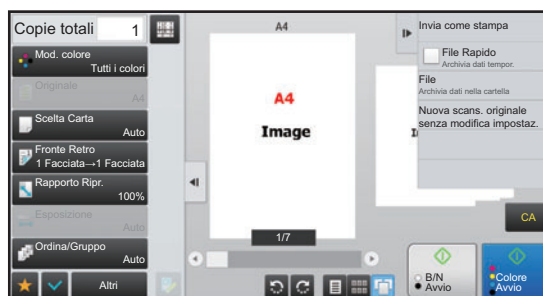 Copie totali 1
Mod. colore
Tutti i colori
Originale
A4
Scelta Carta
Auto
Fronte Retro
1 Facciata→1 Facciata
Rapporto Ripr.
100%
Esposizione
Auto
Ordina/Gruppo
Auto
Altri
A4
A4
Image
1/7
Invia come stampa
File Rapido
Archivia dati tempor.
File
Archivia dati nella cartella
Nuova scans. originale
senza modifica impostaz.
CA
B/N
Avvio
Colore
Avvio